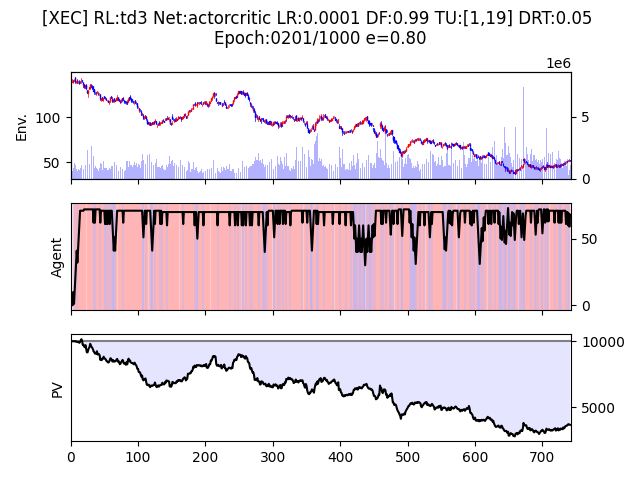 [XEC] RL:td3 Net:actorcritic LR:0.0001 DF:0.99 TU:[1,19] DRT:0.05
Epoch:0201/1000 e=0.80
1e6
Env.
100
50
5
0
Agent
50
0
PV
10000
5000
0 100 200 300 400 500 600 700